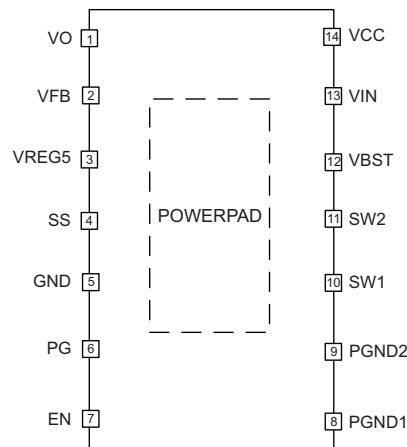 VO 1
VFB 2
VREG5 3
SS 4
GND 5
PG 6
EN 7
POWERPAD
14 VCC
13 VIN
12 VBST
11 SW2
10 SW1
9 PGND2
8 PGND1